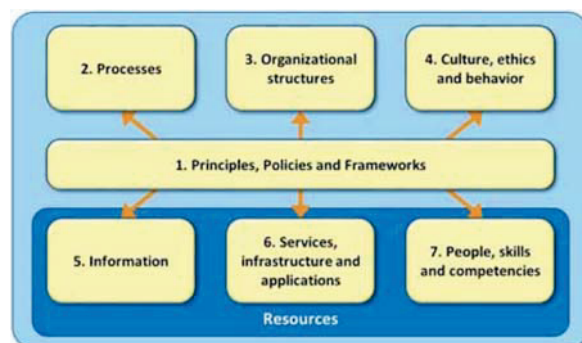 2. Processes
3. Organizational
structures
4. Culture, ethics
and behavior
1. Principles, Policies and Frameworks
5. Information
6. Services,
infrastructure and
applications
7. People, skills
and competencies
Resources